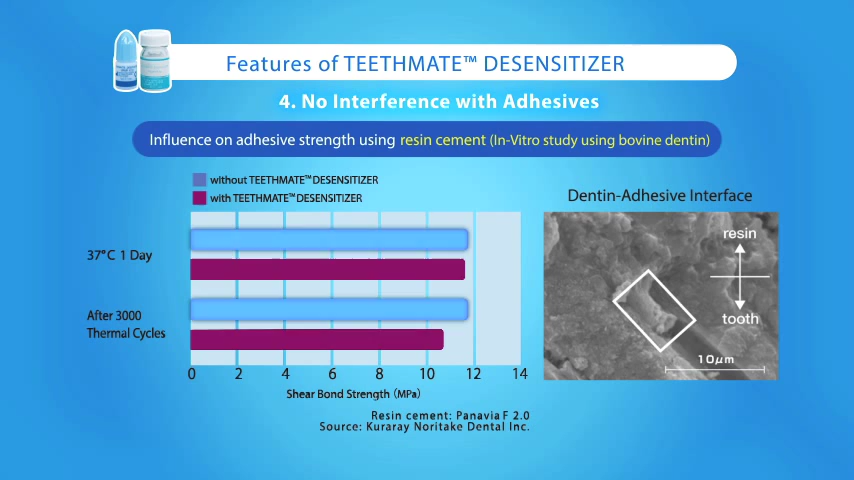 Features of TEETHMATE™ DESENSITIZER
4. No Interference with Adhesives
Influence on adhesive strength using resin cement (In-Vitro study using bovine dentin)
without TEETHMATE™ DESENSITIZER
with TEETHMATE™ DESENSITIZER
Dentin-Adhesive Interface
resin
tooth
10μm
37°C 1 Day
After 3000
Thermal Cycles
0 2 4 6 8 10 12 14
Shear Bond Strength (MPa)
Resin cement: Panavia F 2.0
Source: Kuraray Noritake Dental Inc.